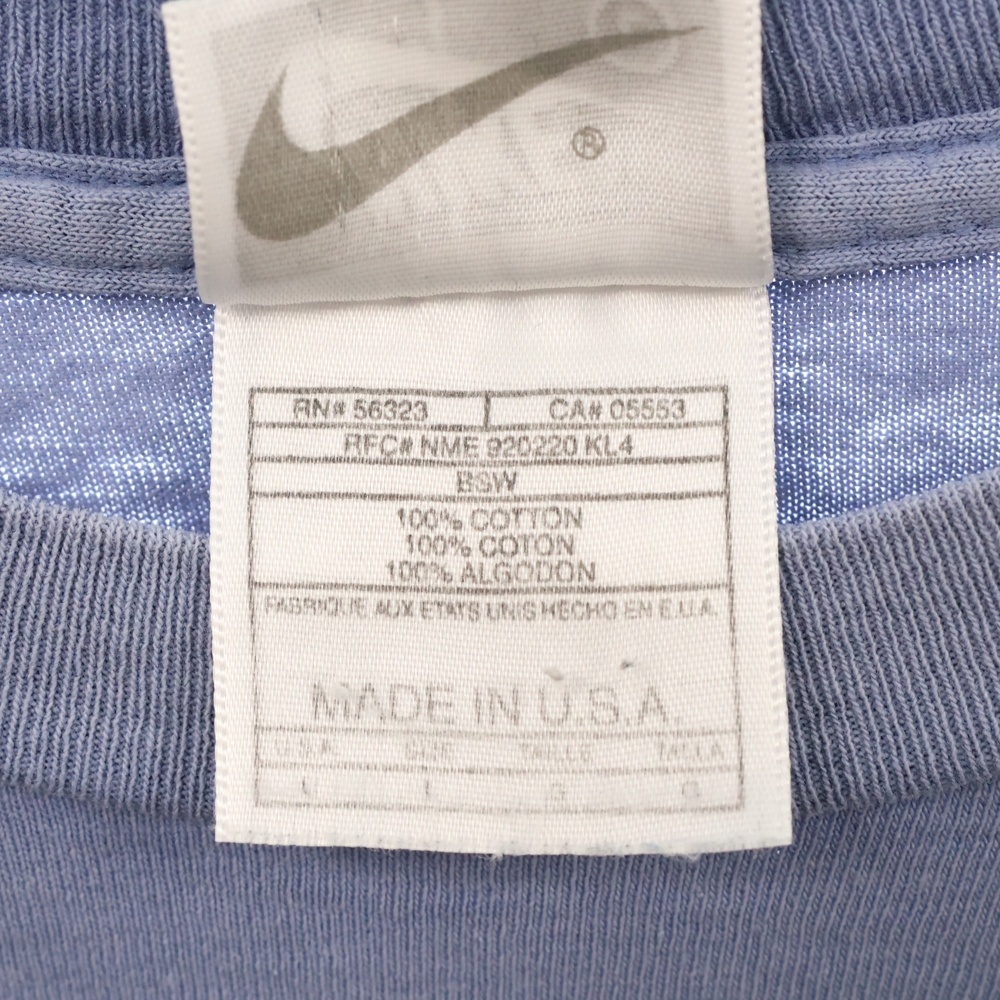 ®
RN# 56323 CA# 05553
RFC# NME 920220 KL4
BSW
100% COTTON
100% COTON
100% ALGODON
FABRIQUE AUX ETATS UNIS HECHO EN E.U.A.
MADE IN U.S.A.
U.S.A. SIZE TAILLE TALLA
L L G G